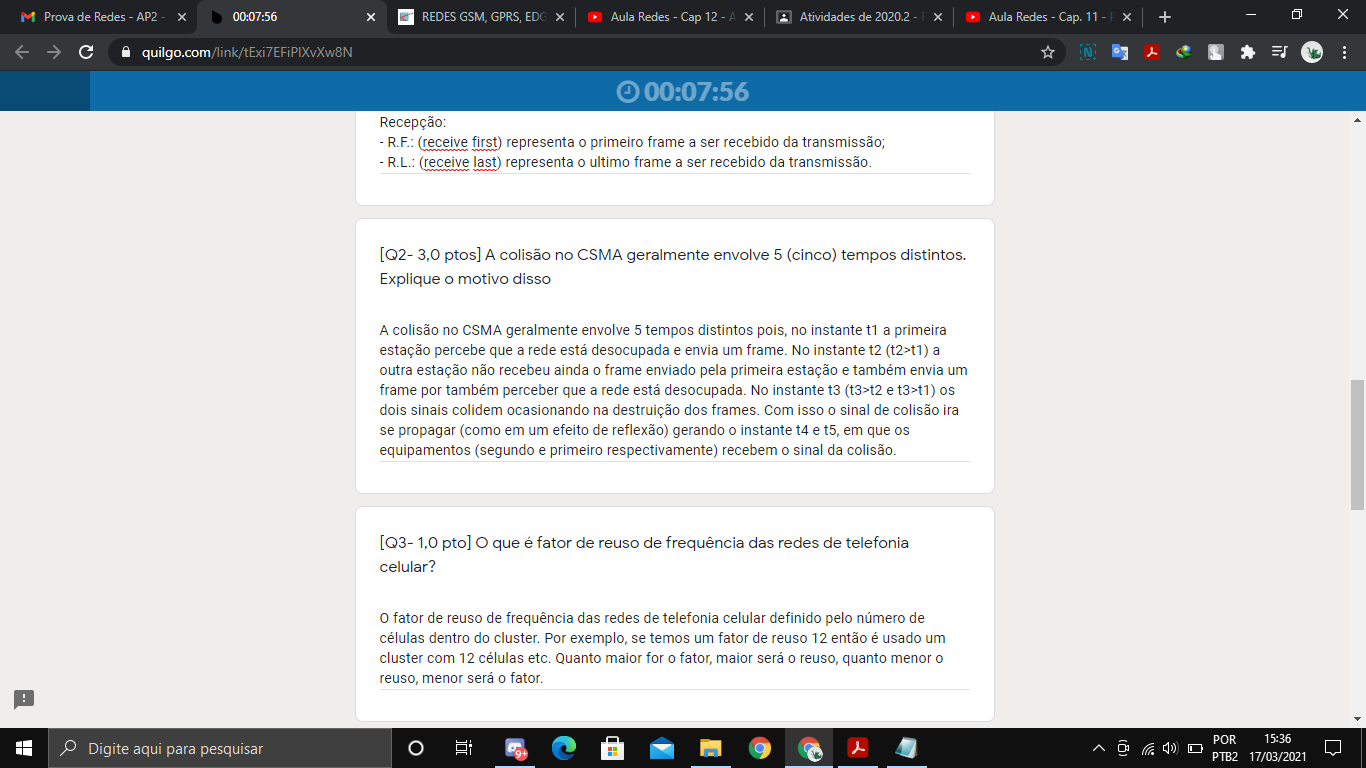 Prova de Redes - AP2 -
00:07:56
REDES GSM, GPRS, EDG
Aula Redes - Cap 12 - A
Atividades de 2020.2 -
Aula Redes - Cap. 11 -
quilgo.com/link/tExi7EFiPlXvXw8N
00:07:56
Recepção:
- R.F.: (receive first) representa o primeiro frame a ser recebido da transmissão;
- R.L.: (receive last) representa o ultimo frame a ser recebido da transmissão.
[Q2- 3,0 ptos] A colisão no CSMA geralmente envolve 5 (cinco) tempos distintos.
Explique o motivo disso
A colisão no CSMA geralmente envolve 5 tempos distintos pois, no instante t1 a primeira
estação percebe que a rede está desocupada e envia um frame. No instante t2 (t2>t1) a
outra estação não recebeu ainda o frame enviado pela primeira estação e também envia um
frame por também perceber que a rede está desocupada. No instante t3 (t3>t2 e t3>t1) os
dois sinais colidem ocasionando na destruição dos frames. Com isso o sinal de colisão ira
se propagar (como em um efeito de reflexão) gerando o instante t4 e t5, em que os
equipamentos (segundo e primeiro respectivamente) recebem o sinal da colisão.
[Q3- 1,0 pto] O que é fator de reuso de frequência das redes de telefonia
celular?
O fator de reuso de frequência das redes de telefonia celular definido pelo número de
células dentro do cluster. Por exemplo, se temos um fator de reuso 12 então é usado um
cluster com 12 células etc. Quanto maior for o fator, maior será o reuso, quanto menor o
reuso, menor será o fator.
Digite aqui para pesquisar
9+
POR
PTB2
15:36
17/03/2021